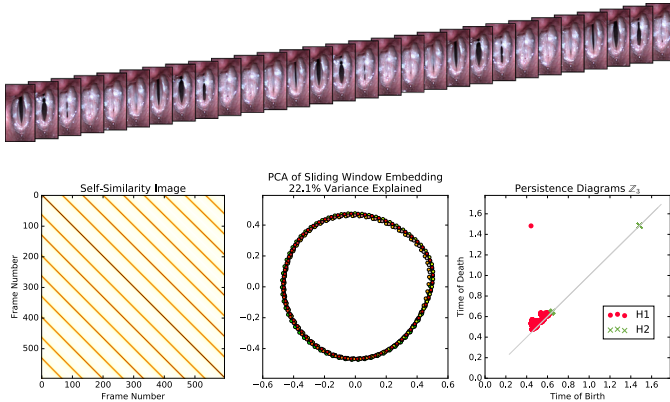 Self-Similarity Image
PCA of Sliding Window Embedding
22.1% Variance Explained
Persistence Diagrams ℤ₃
Frame Number
0
100
200
300
400
500
0 100 200 300 400 500
Frame Number
0.4
0.2
0.0
−0.2
−0.4
−0.6 −0.4 −0.2 0.0 0.2 0.4 0.6
Time of Death
1.6
1.4
1.2
1.0
0.8
0.6
0.4
0.2
0.0
0.0 0.2 0.4 0.6 0.8 1.0 1.2 1.4 1.6
Time of Birth
H1
H2